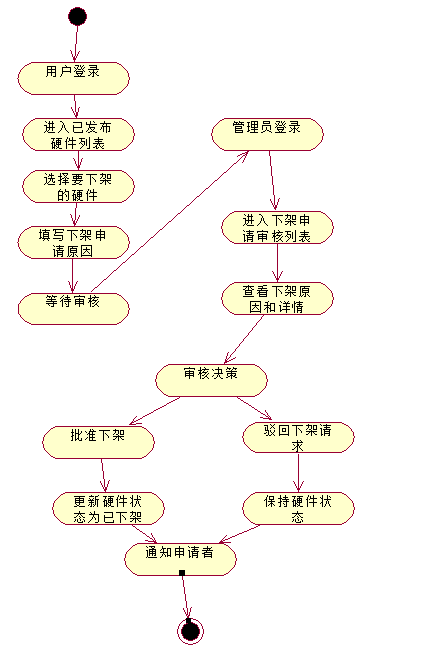 用户登录
进入已发布
硬件列表
选择要下架
的硬件
填写下架申
请原因
等待审核
管理员登录
进入下架申
请审核列表
查看下架原
因和详情
审核决策
批准下架
驳回下架请
求
更新硬件状
态为已下架
保持硬件状
态
通知申请者